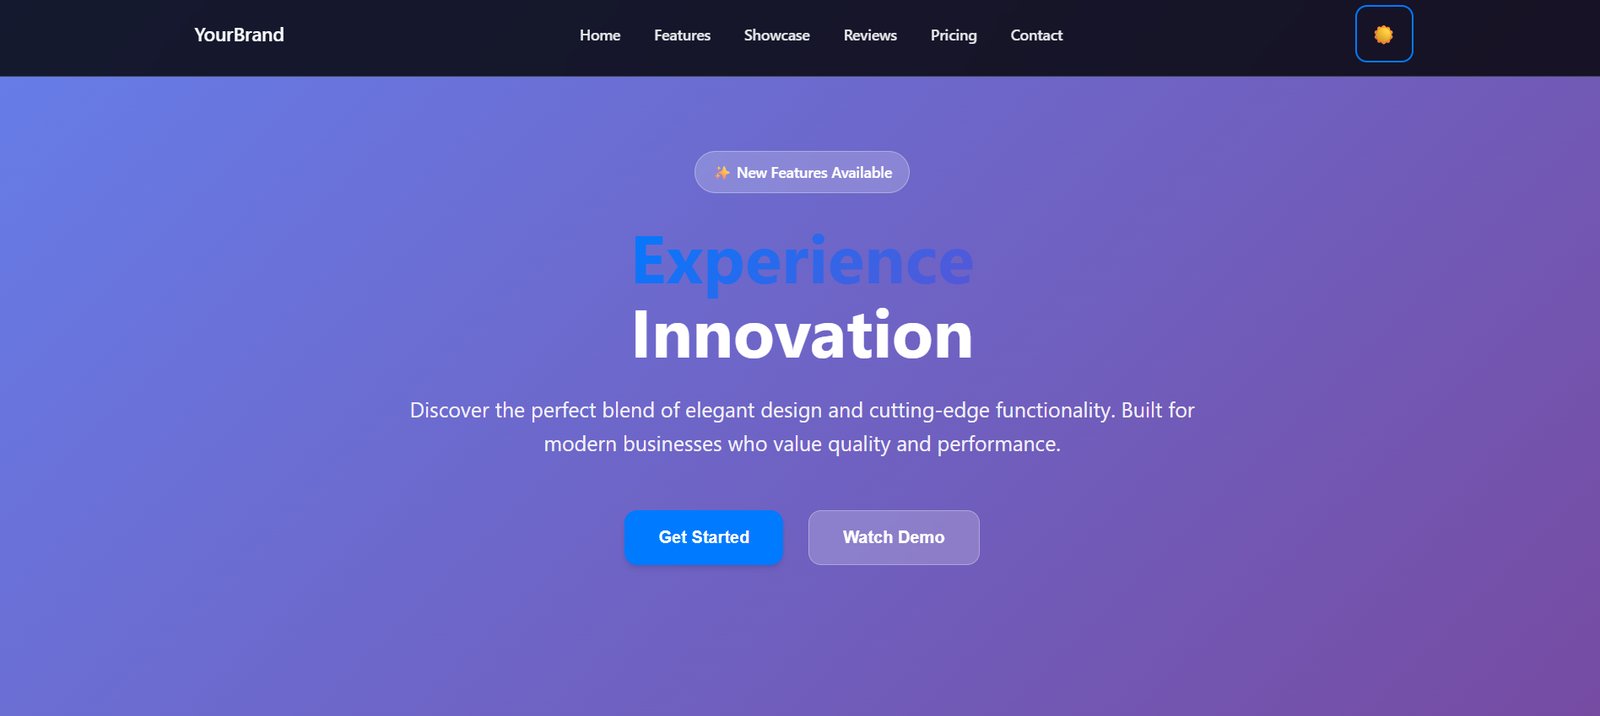 YourBrand
Home Features Showcase Reviews Pricing Contact
✨ New Features Available
Experience
Innovation
Discover the perfect blend of elegant design and cutting-edge functionality. Built for
modern businesses who value quality and performance.
Get Started
Watch Demo